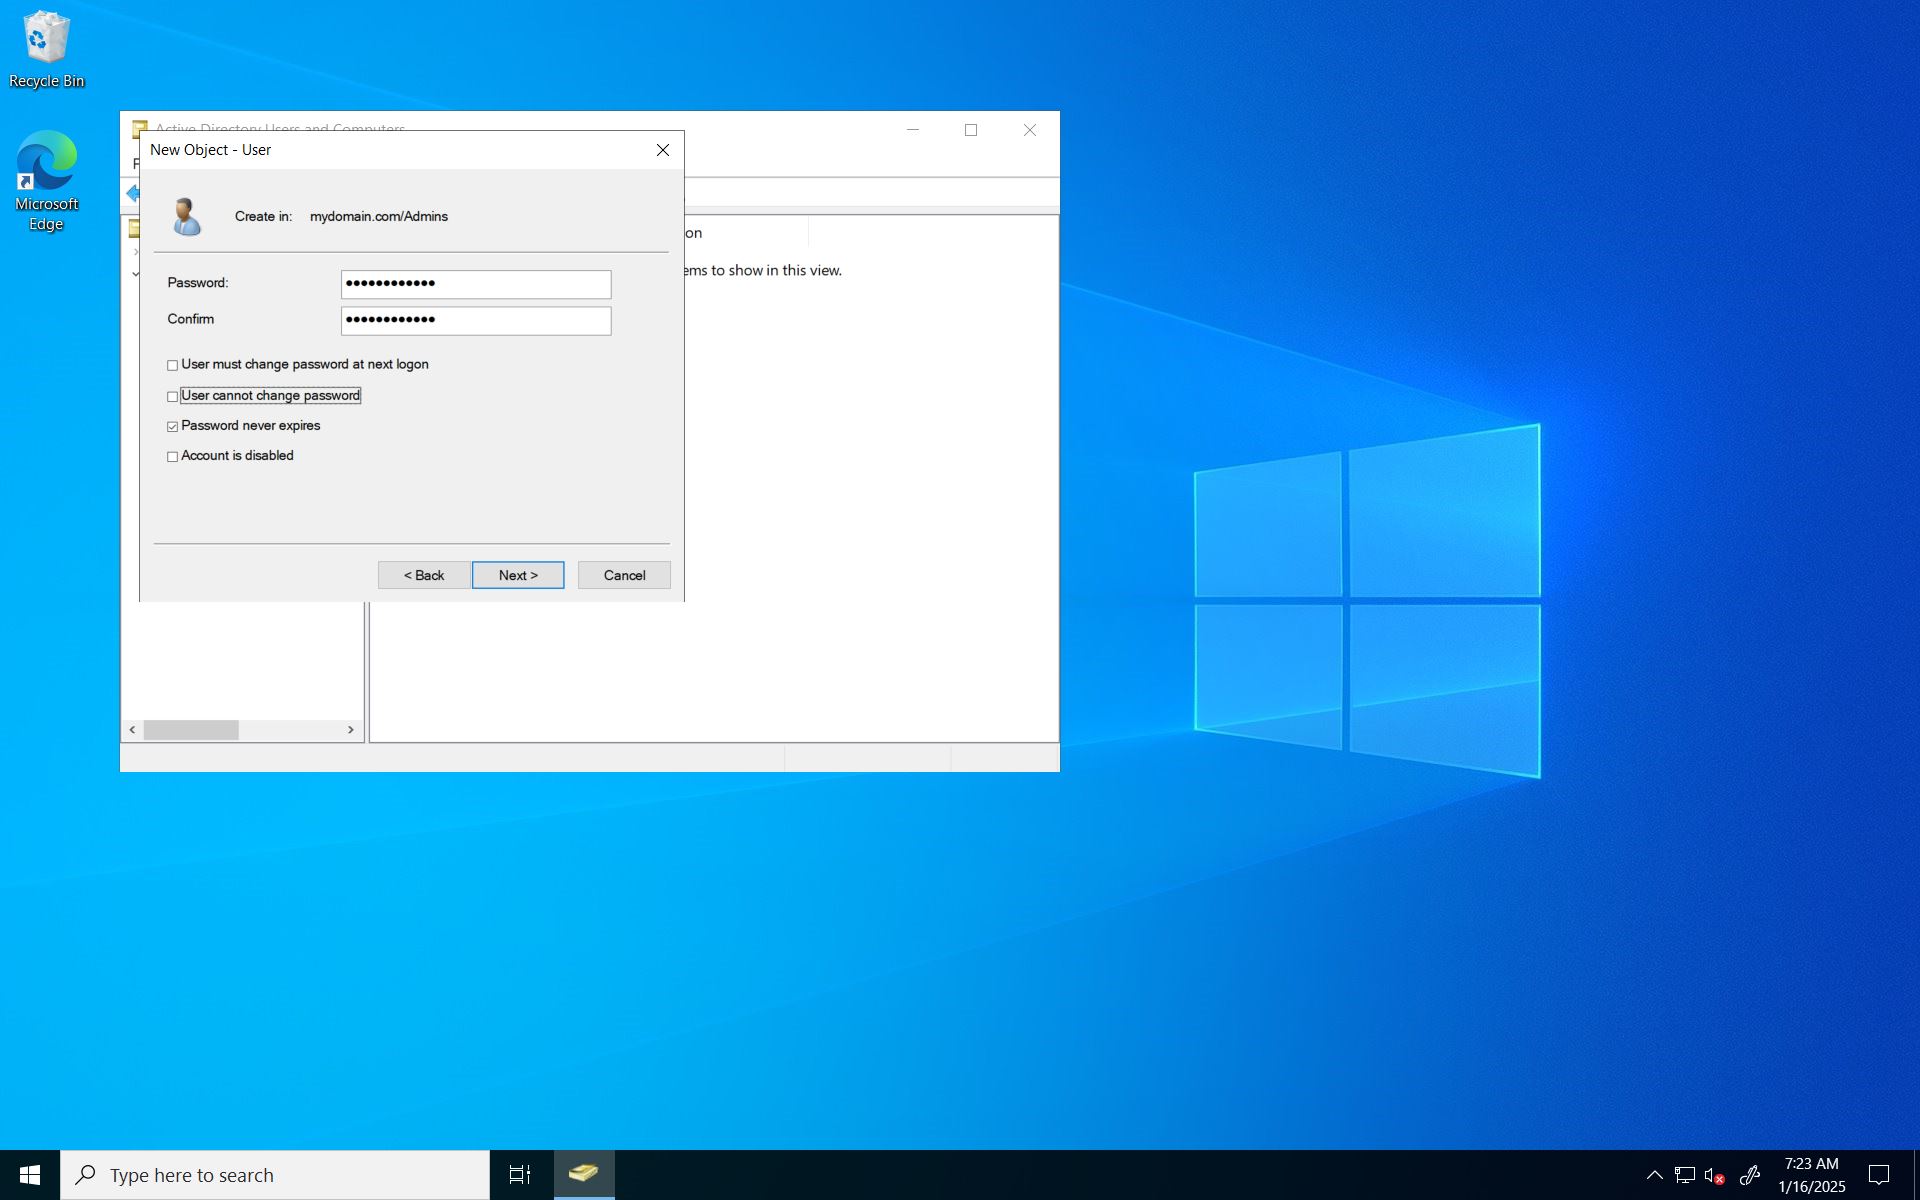 Recycle Bin
Microsoft
Edge
Active Directory Users and Computers
New Object - User
Create in: mydomain.com/Admins
on
ems to show in this view.
Password: ●●●●●●●●●●●●
Confirm ●●●●●●●●●●●●
User must change password at next logon
User cannot change password
Password never expires
Account is disabled
< Back
Next >
Cancel
Type here to search
7:23 AM
1/16/2025